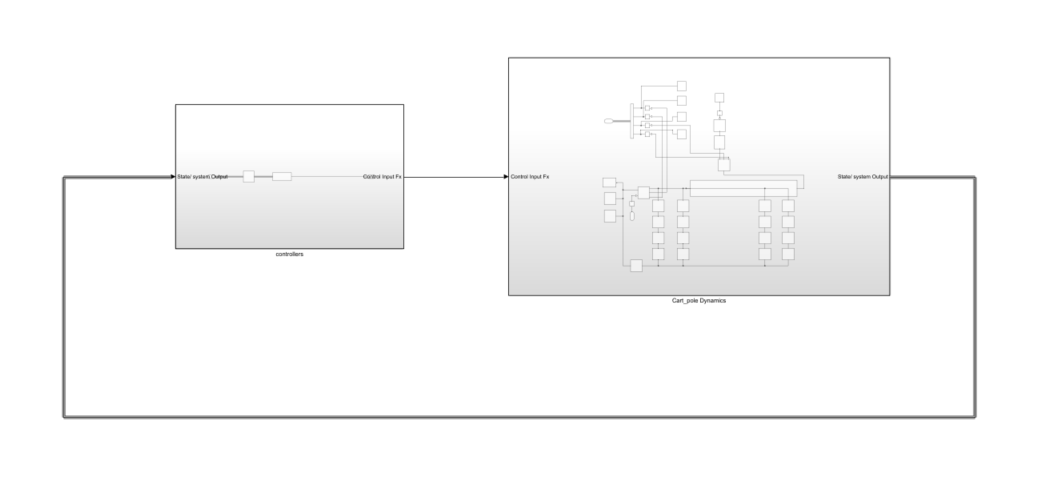 State/ system Output
Control Input Fx
controllers
Control Input Fx
State/ system Output
Cart_pole Dynamics